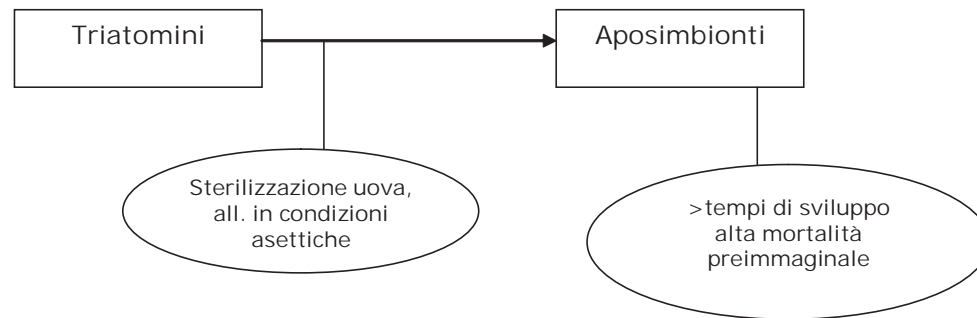 Triatomini
Aposimbionti
Sterilizzazione uova,
all. in condizioni
asettiche
>tempi di sviluppo
alta mortalità
preimmaginale